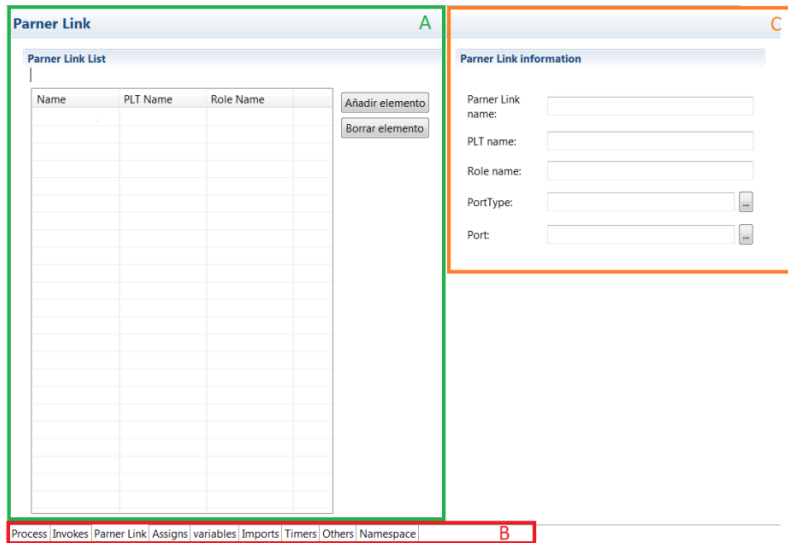 Parner Link
A
Parner Link List
Name PLT Name Role Name
Añadir elemento
Borrar elemento
C
Parner Link information
Parner Link
name:
PLT name:
Role name:
PortType:
...
Port:
...
Process Invokes Parner Link Assigns variables Imports Timers Others Namespace
B